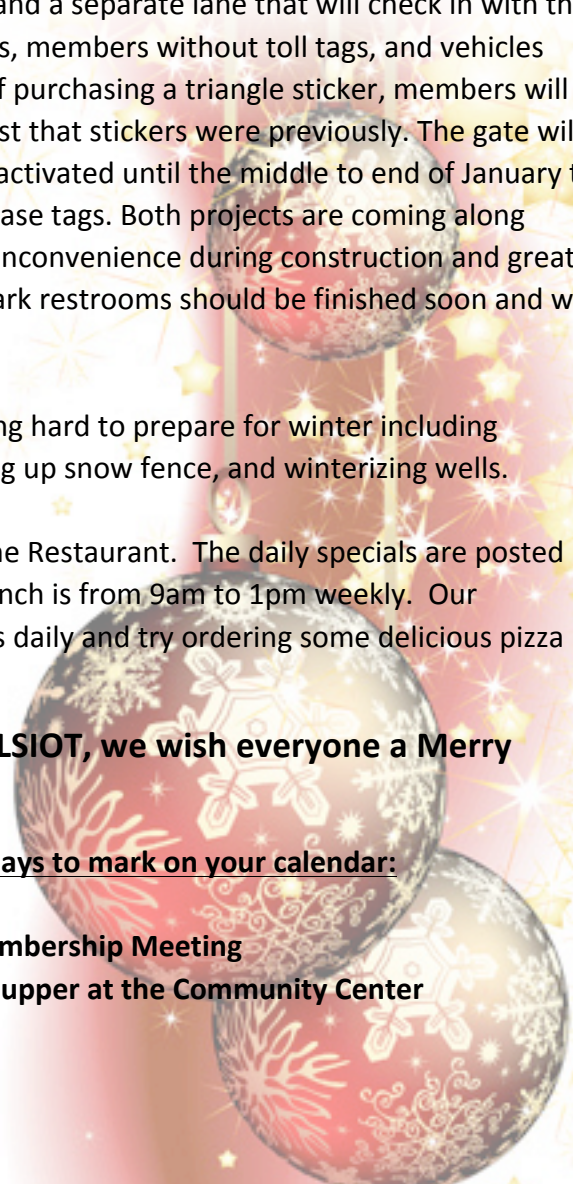 and a separate lane that will check in with th
s, members without toll tags, and vehicles
f purchasing a triangle sticker, members will
st that stickers were previously. The gate wil
activated until the middle to end of January t
ase tags. Both projects are coming along
nconvenience during construction and great
ark restrooms should be finished soon and w
ng hard to prepare for winter including
g up snow fence, and winterizing wells.
ne Restaurant. The daily specials are posted
nch is from 9am to 1pm weekly. Our
s daily and try ordering some delicious pizza
LSIOT, we wish everyone a Merry
ays to mark on your calendar:
mbership Meeting
upper at the Community Center